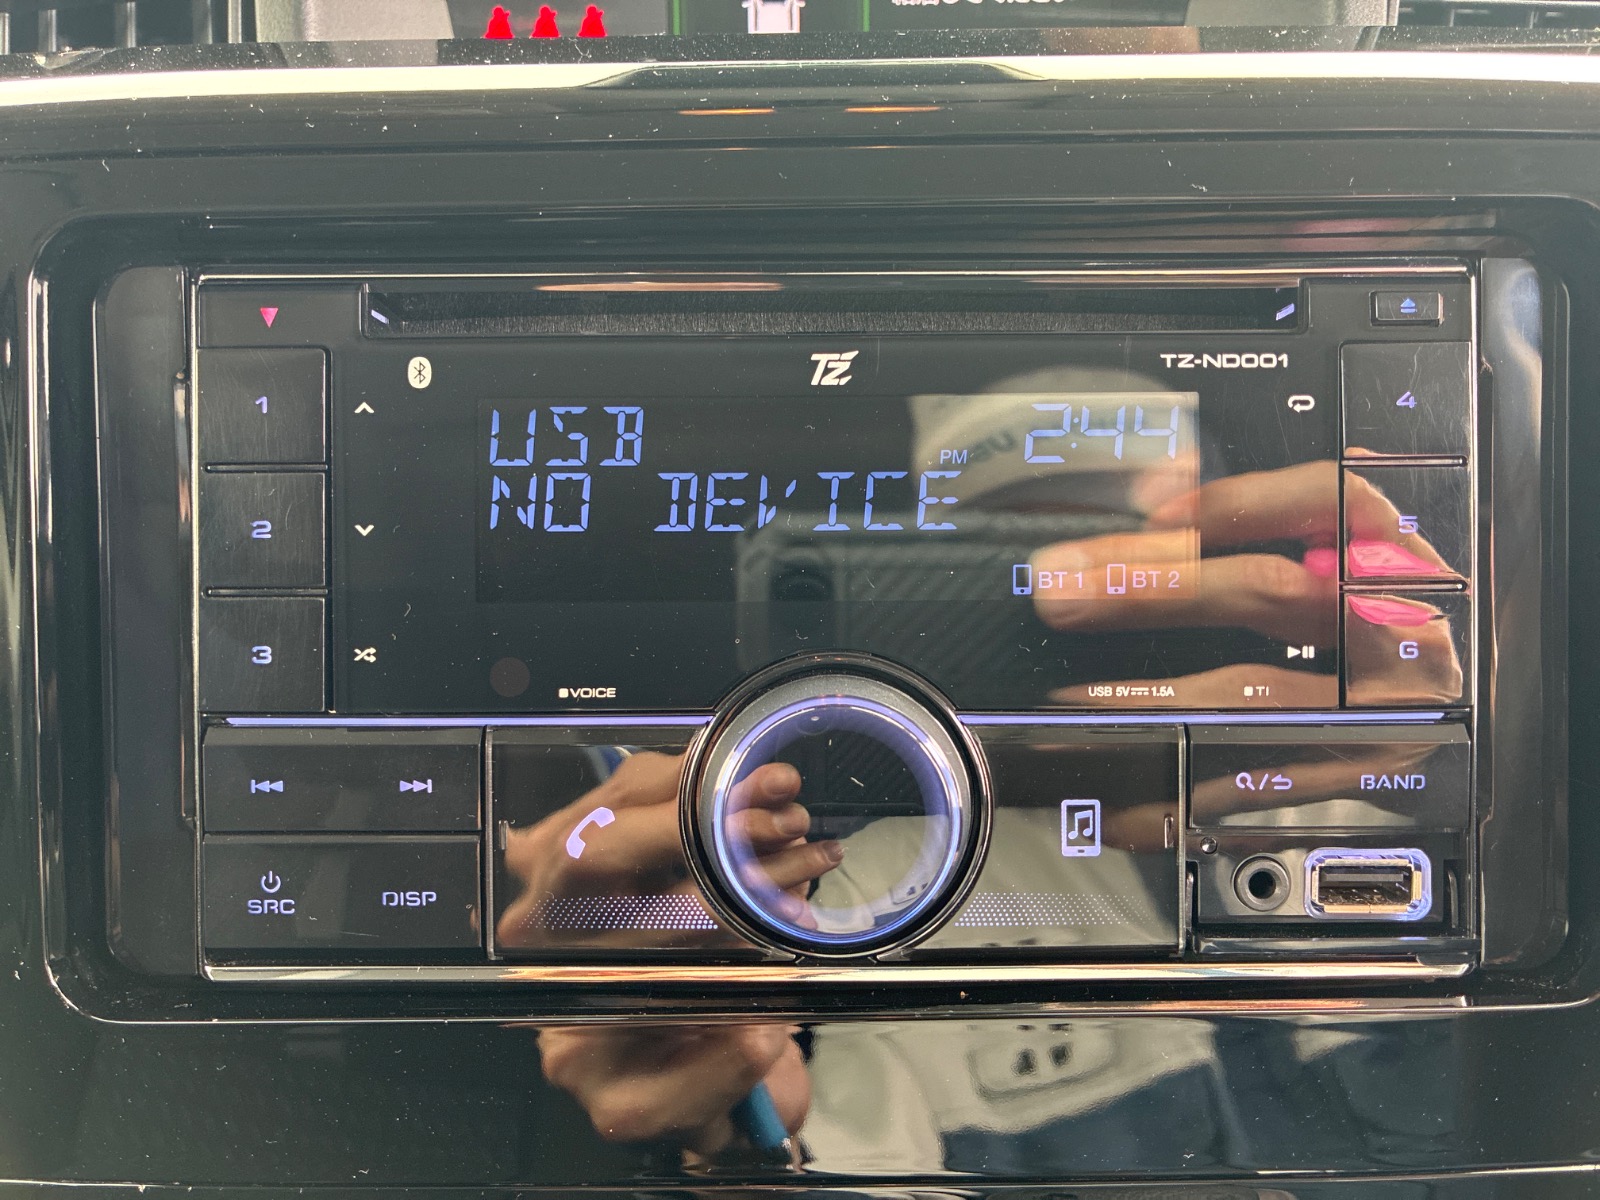 TZ
TZ-ND001
1
4
USB
PM 2:44
2
NO DEVICE
5
BT 1 BT 2
3
6
VOICE
USB 5V 1.5A
TI
/
BAND
SRC
DISP